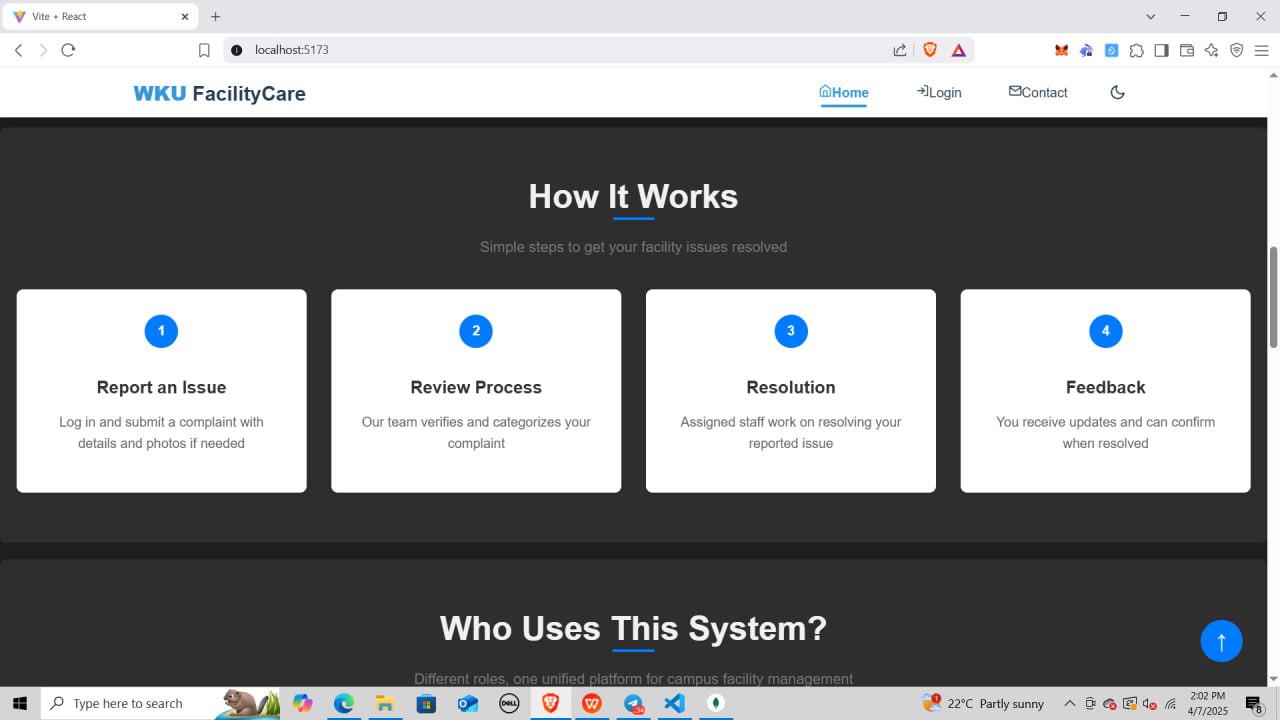 Vite + React
localhost:5173
WKU FacilityCare
Home
Login
Contact
How It Works
Simple steps to get your facility issues resolved
1
Report an Issue
Log in and submit a complaint with
details and photos if needed
2
Review Process
Our team verifies and categorizes your
complaint
3
Resolution
Assigned staff work on resolving your
reported issue
4
Feedback
You receive updates and can confirm
when resolved
Who Uses This System?
↑
Different roles, one unified platform for campus facility management
Type here to search
DELL
W
34
1
22°C Partly sunny
2:02 PM
4/7/2025
8